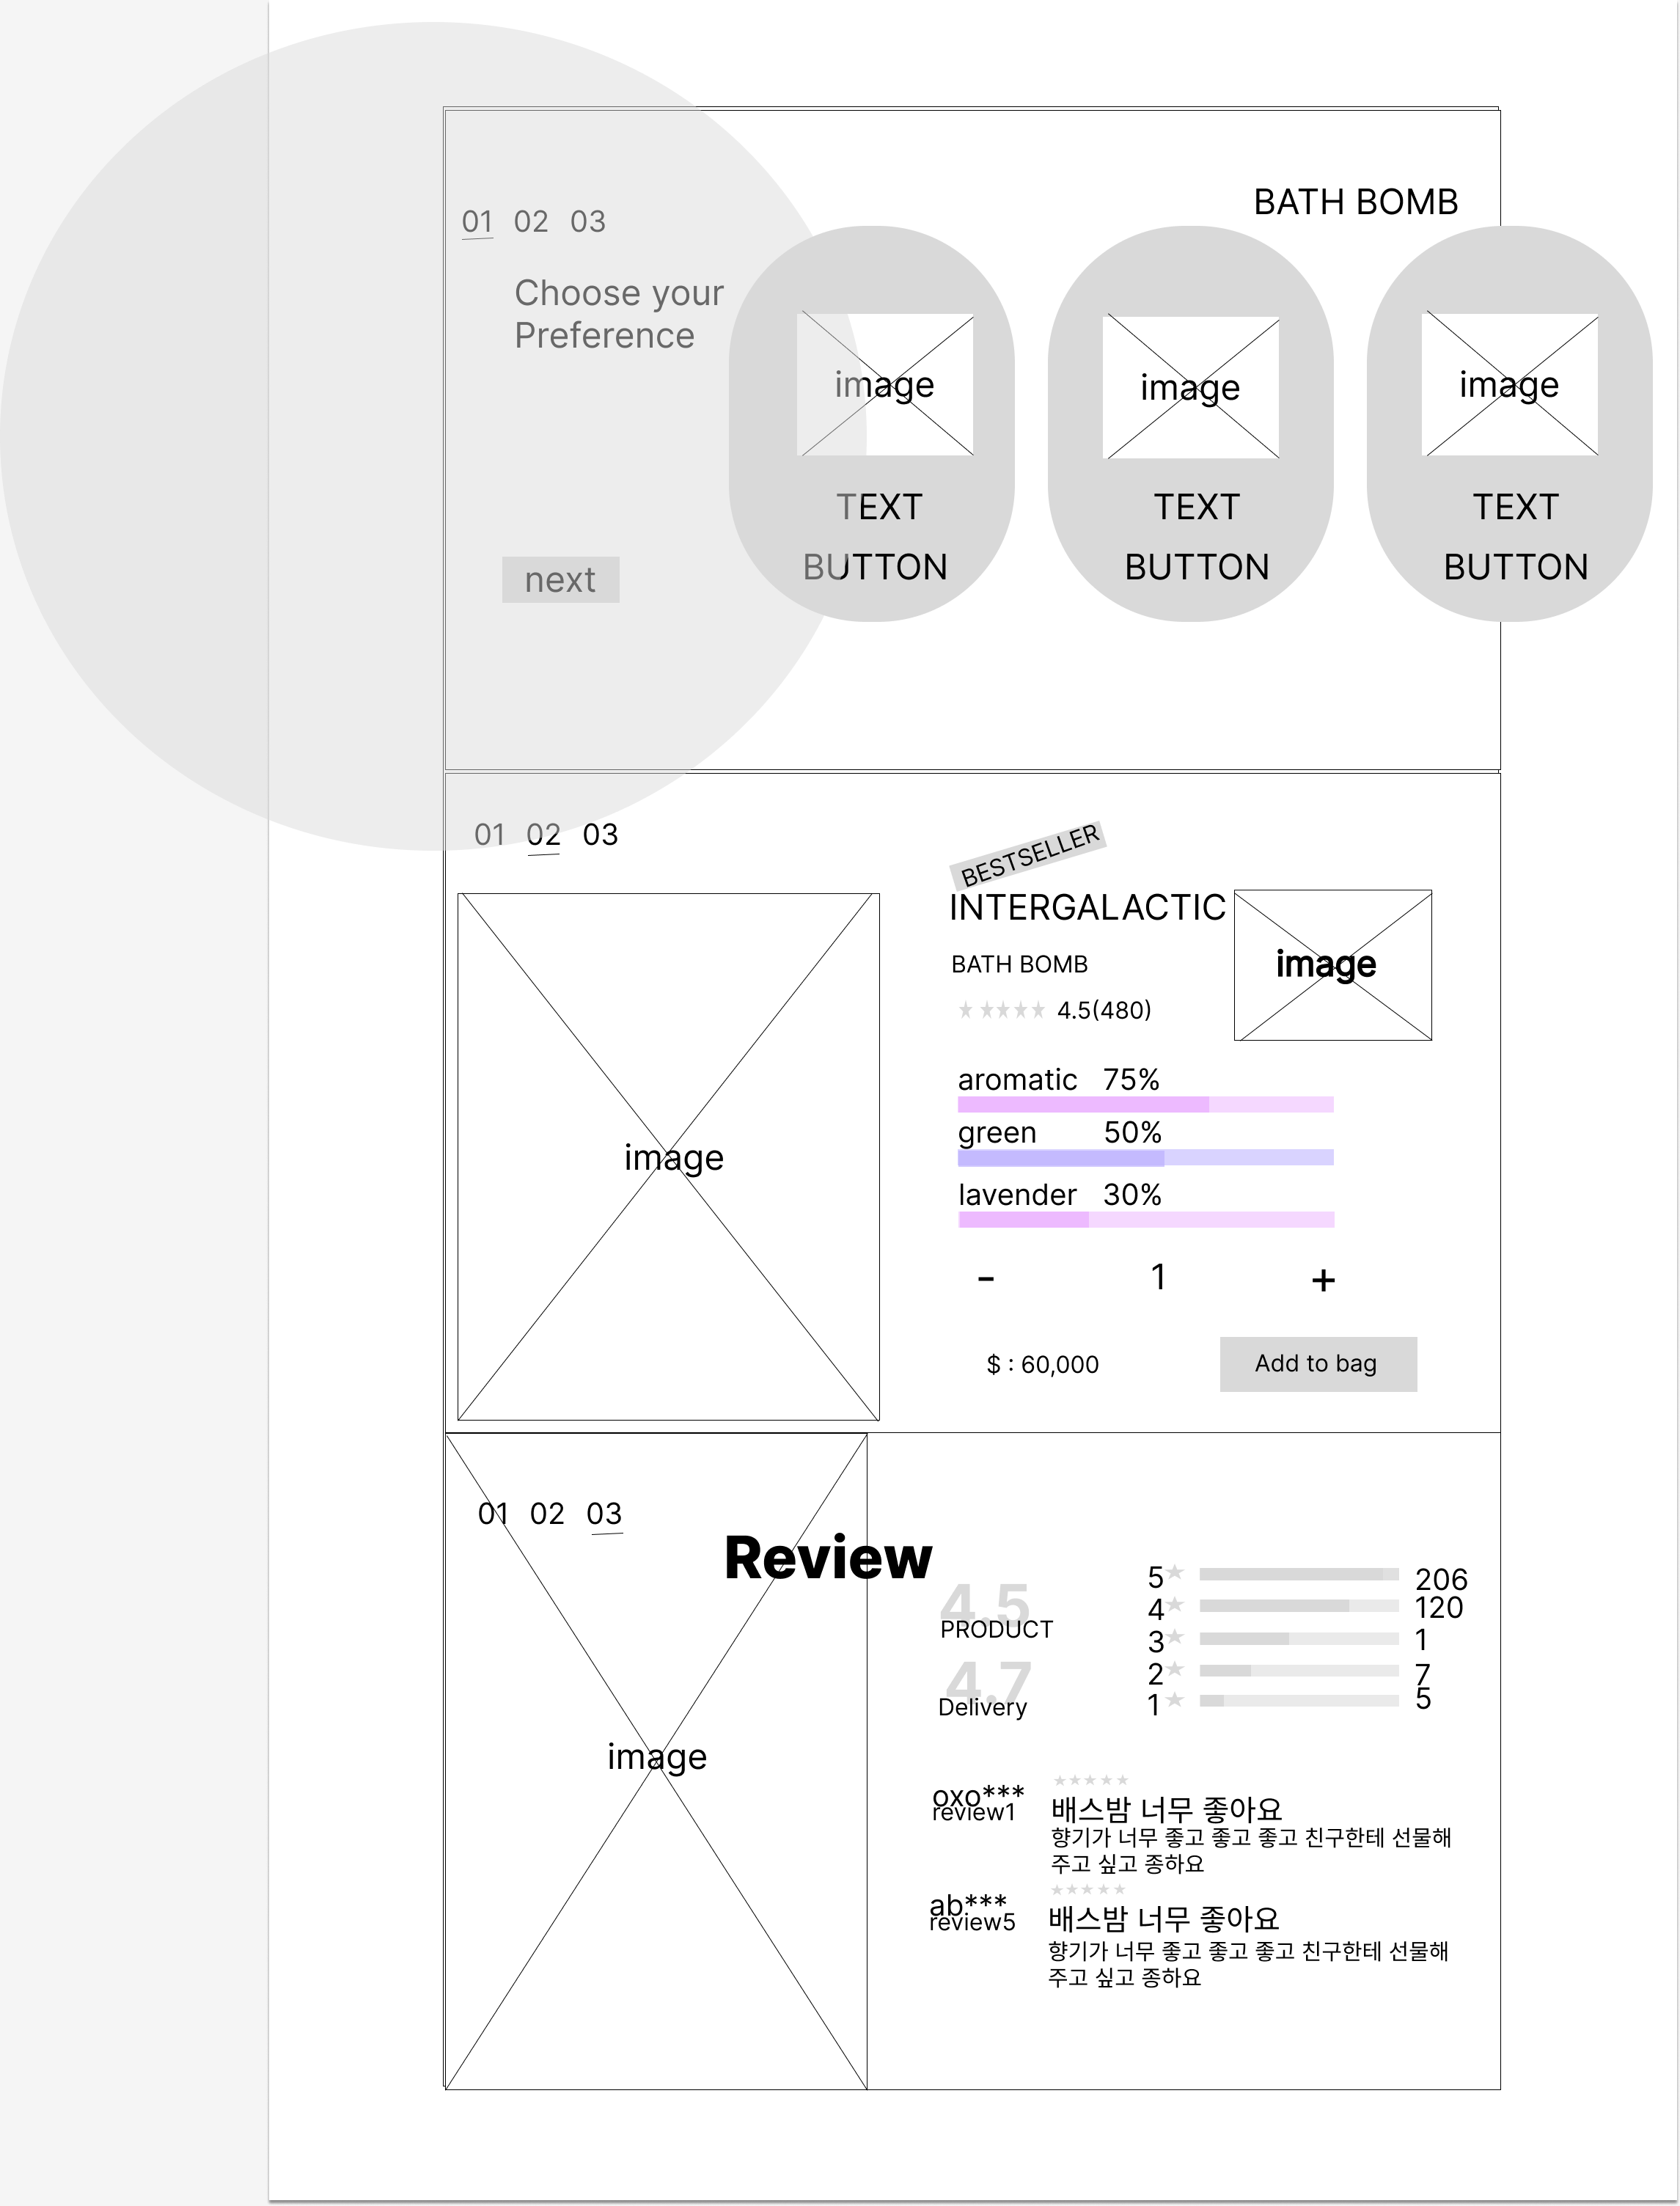 BATH BOMB
01 02 03
Choose your
Preference
image
image
image
TEXT
TEXT
TEXT
BUTTON
BUTTON
BUTTON
next
01 02 03
BESTSELLER
INTERGALACTIC
image
BATH BOMB
4.5(480)
aromatic 75%
green 50%
image
lavender 30%
- 1 +
$ : 60,000
Add to bag
01 02 03
Review
4.5
PRODUCT
4.7
Delivery
5★ 206
4★ 120
3★ 1
2★ 7
1★ 5
image
oxo***
review1
★★★★★
배스밤 너무 좋아요
향기가 너무 좋고 좋고 좋고 친구한테 선물해
주고 싶고 종하요
ab***
review5
★★★★★
배스밤 너무 좋아요
향기가 너무 좋고 좋고 좋고 친구한테 선물해
주고 싶고 종하요